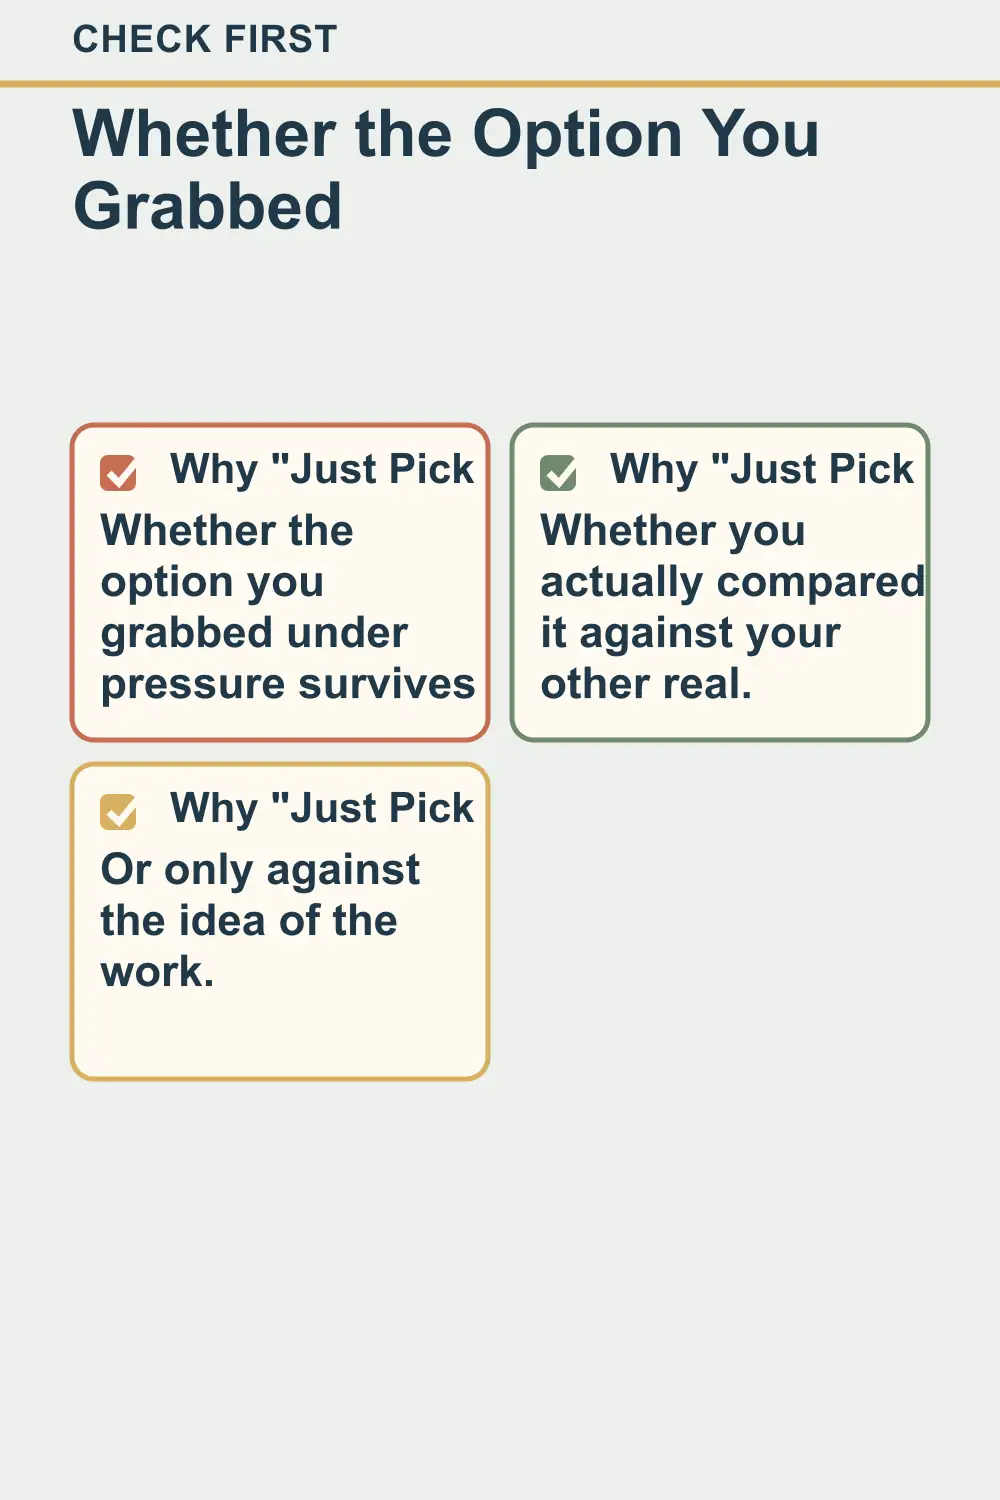 CHECK FIRST
Whether the Option You
Grabbed
Why "Just Pick
Whether the
option you
grabbed under
pressure survives
Why "Just Pick
Whether you
actually compared
it against your
other real.
Why "Just Pick
Or only against
the idea of the
work.